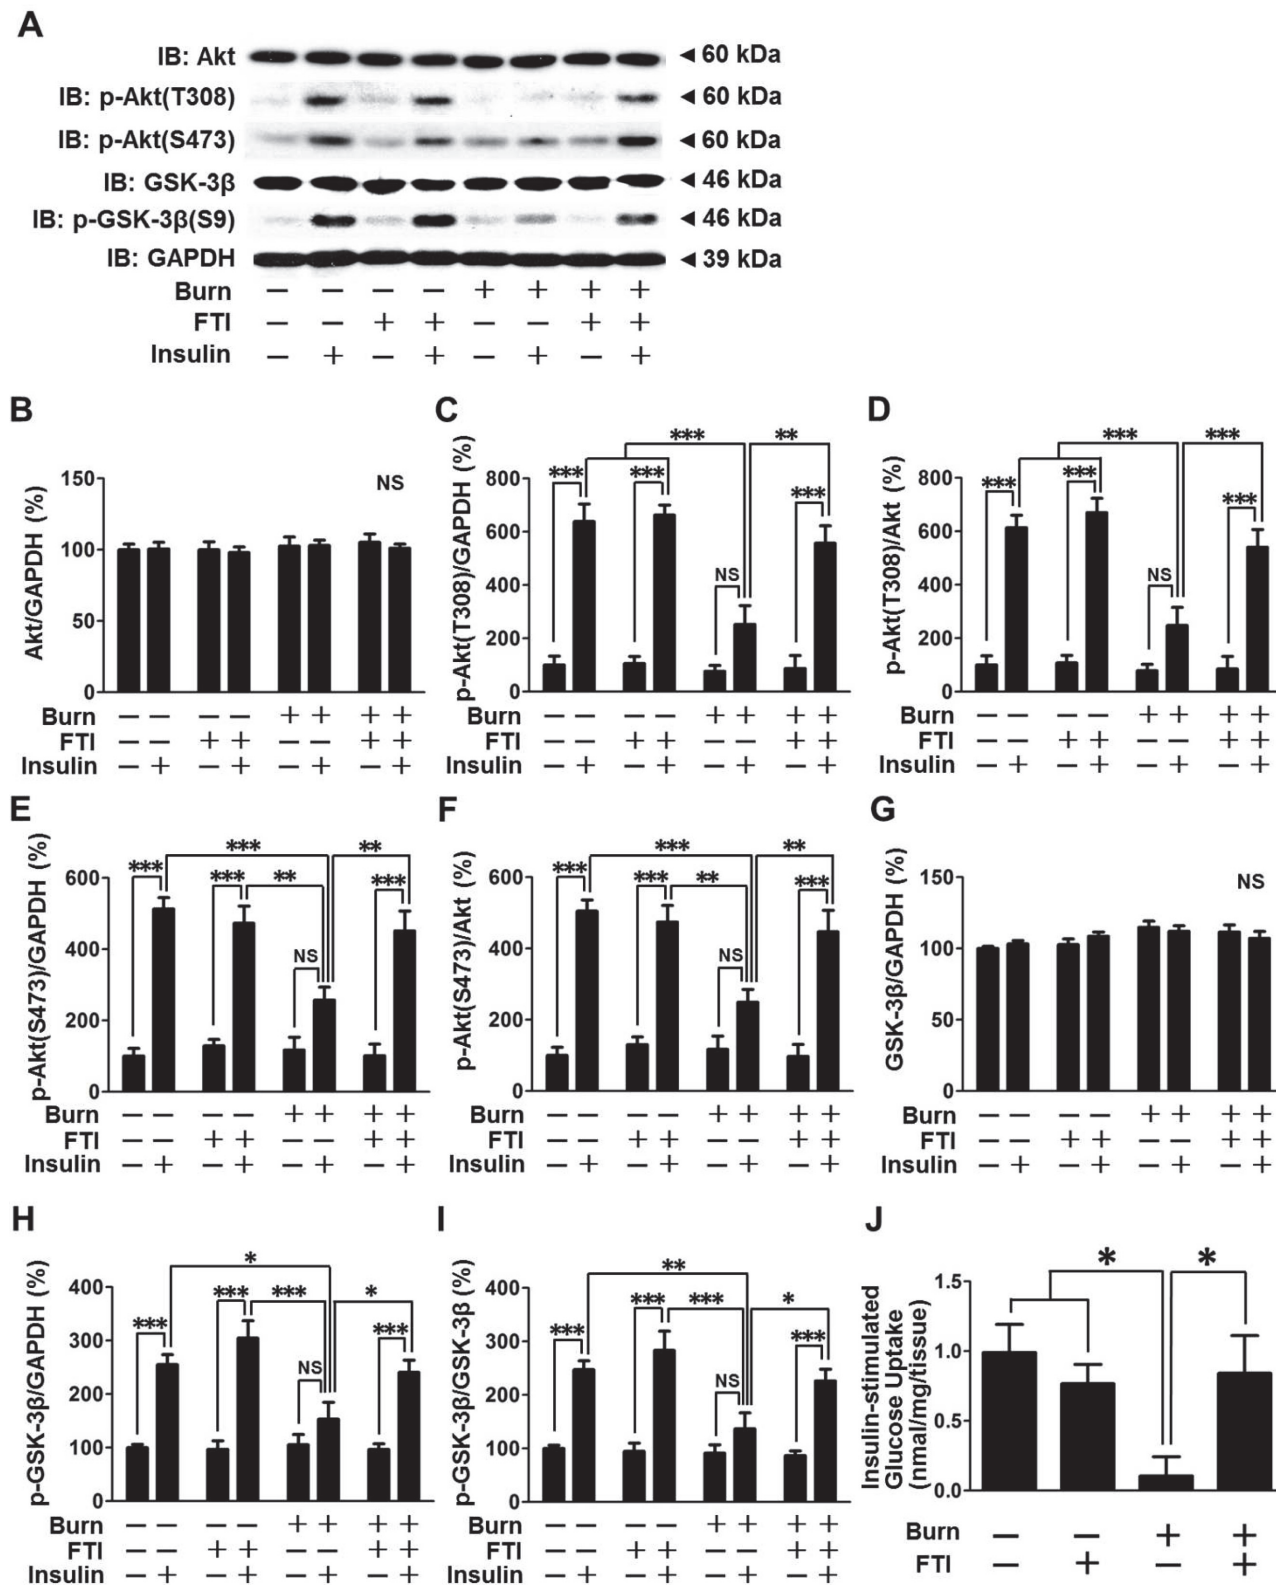 A
IB: Akt ◄ 60 kDa
IB: p-Akt(T308) ◄ 60 kDa
IB: p-Akt(S473) ◄ 60 kDa
IB: GSK-3β ◄ 46 kDa
IB: p-GSK-3β(S9) ◄ 46 kDa
IB: GAPDH ◄ 39 kDa
Burn − − − − + + + +
FTI − − + + − − + +
Insulin − + − + − + − +
B
Akt/GAPDH (%)
150
100
50
0
NS
Burn − − − − + + + +
FTI − − + + − − + +
Insulin − + − + − + − +
C
p-Akt(T308)/GAPDH (%)
800
600
400
200
0
*** **
*** *** NS ***
Burn − − − − + + + +
FTI − − + + − − + +
Insulin − + − + − + − +
D
p-Akt(T308)/Akt (%)
800
600
400
200
0
*** ***
*** *** NS ***
Burn − − − − + + + +
FTI − − + + − − + +
Insulin − + − + − + − +
E
p-Akt(S473)/GAPDH (%)
600
400
200
0
*** **
*** *** ** NS ***
Burn − − − − + + + +
FTI − − + + − − + +
Insulin − + − + − + − +
F
p-Akt(S473)/Akt (%)
600
400
200
0
*** **
*** *** ** NS ***
Burn − − − − + + + +
FTI − − + + − − + +
Insulin − + − + − + − +
G
GSK-3β/GAPDH (%)
150
100
50
0
NS
Burn − − − − + + + +
FTI − − + + − − + +
Insulin − + − + − + − +
H
p-GSK-3β/GAPDH (%)
400
300
200
100
0
*
*** *** *** NS * ***
Burn − − − − + + + +
FTI − − + + − − + +
Insulin − + − + − + − +
I
p-GSK-3β/GSK-3β (%)
400
300
200
100
0
**
*** *** *** NS * ***
Burn − − − − + + + +
FTI − − + + − − + +
Insulin − + − + − + − +
J
Insulin-stimulated
Glucose Uptake
(nmal/mg/tissue)
1.5
1.0
0.5
0.0
* *
Burn − − + +
FTI − + − +